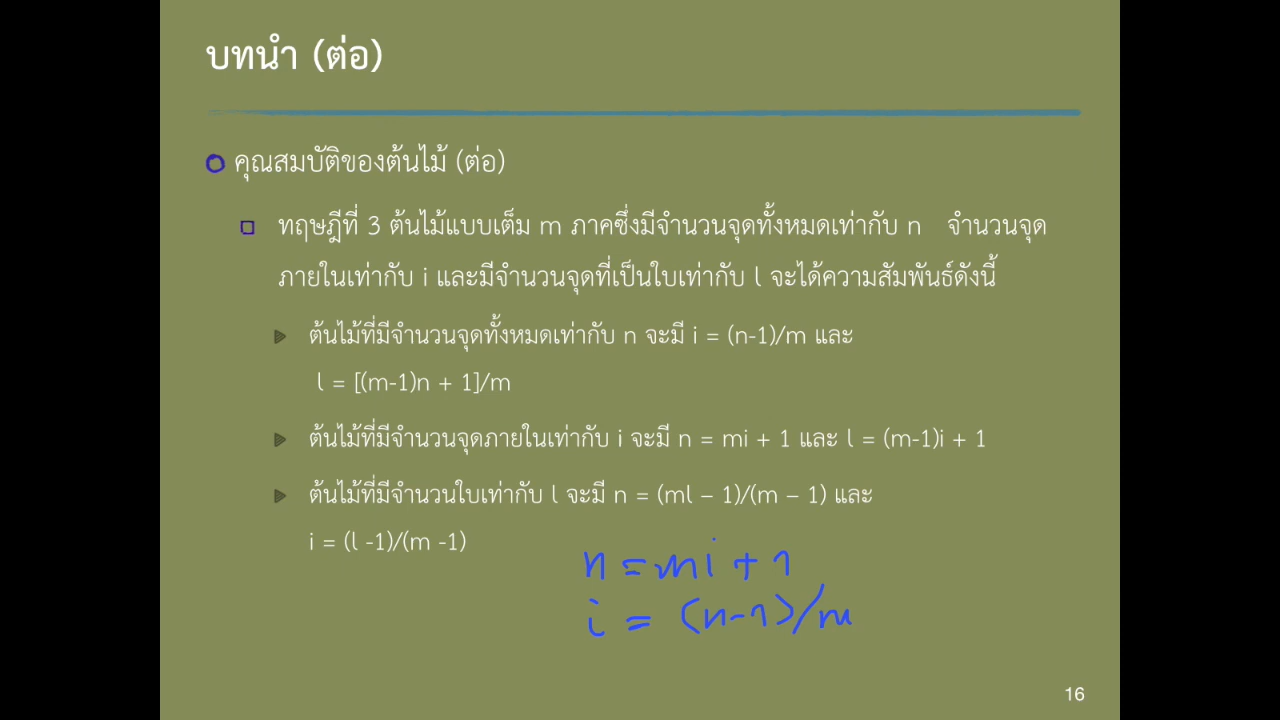 บทนำ (ต่อ)
คุณสมบัติของต้นไม้ (ต่อ)
ทฤษฎีที่ 3 ต้นไม้แบบเต็ม m ภาคซึ่งมีจำนวนจุดทั้งหมดเท่ากับ n จำนวนจุด
ภายในเท่ากับ i และมีจำนวนจุดที่เป็นใบเท่ากับ l จะได้ความสัมพันธ์ดังนี้
ต้นไม้ที่มีจำนวนจุดทั้งหมดเท่ากับ n จะมี i = (n-1)/m และ
l = [(m-1)n + 1]/m
ต้นไม้ที่มีจำนวนจุดภายในเท่ากับ i จะมี n = mi + 1 และ l = (m-1)i + 1
ต้นไม้ที่มีจำนวนใบเท่ากับ l จะมี n = (ml – 1)/(m – 1) และ
i = (l -1)/(m -1)
n = mi + 1
i = (n-1)/m
16